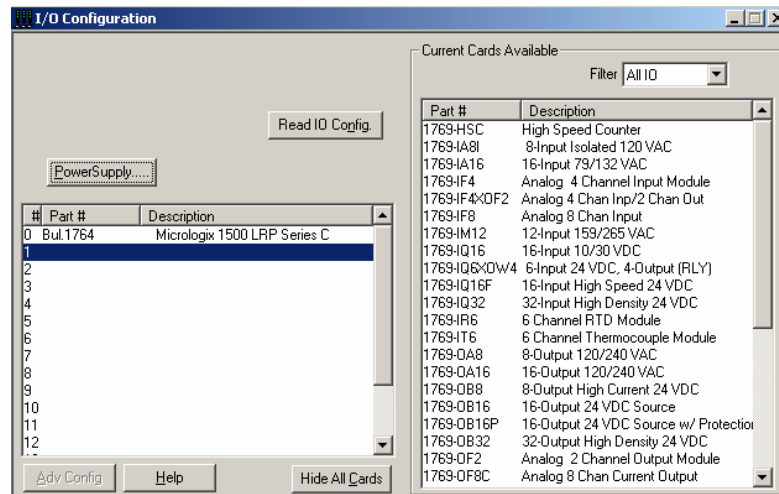 I/O Configuration
Current Cards Available
Filter All IO
Read IO Config.
PowerSupply.....
# Part # Description
0 Bul.1764 Micrologix 1500 LRP Series C
1
2
3
4
5
6
7
8
9
10
11
12
Adv Config Help Hide All Cards
Part # Description
1769-HSC High Speed Counter
1769-IA8I 8-Input Isolated 120 VAC
1769-IA16 16-Input 79/132 VAC
1769-IF4 Analog 4 Channel Input Module
1769-IF4XOF2 Analog 4 Chan Inp/2 Chan Out
1769-IF8 Analog 8 Chan Input
1769-IM12 12-Input 159/265 VAC
1769-IQ16 16-Input 10/30 VDC
1769-IQ6XOW4 6-Input 24 VDC, 4-Output (RLY)
1769-IQ16F 16-Input High Speed 24 VDC
1769-IQ32 32-Input High Density 24 VDC
1769-IR6 6 Channel RTD Module
1769-IT6 6 Channel Thermocouple Module
1769-OA8 8-Output 120/240 VAC
1769-OA16 16-Output 120/240 VAC
1769-OB8 8-Output High Current 24 VDC
1769-OB16 16-Output 24 VDC Source
1769-OB16P 16-Output 24 VDC Source w/ Protection
1769-OB32 32-Output High Density 24 VDC
1769-OF2 Analog 2 Channel Output Module
1769-OF8C Analog 8 Chan Current Output